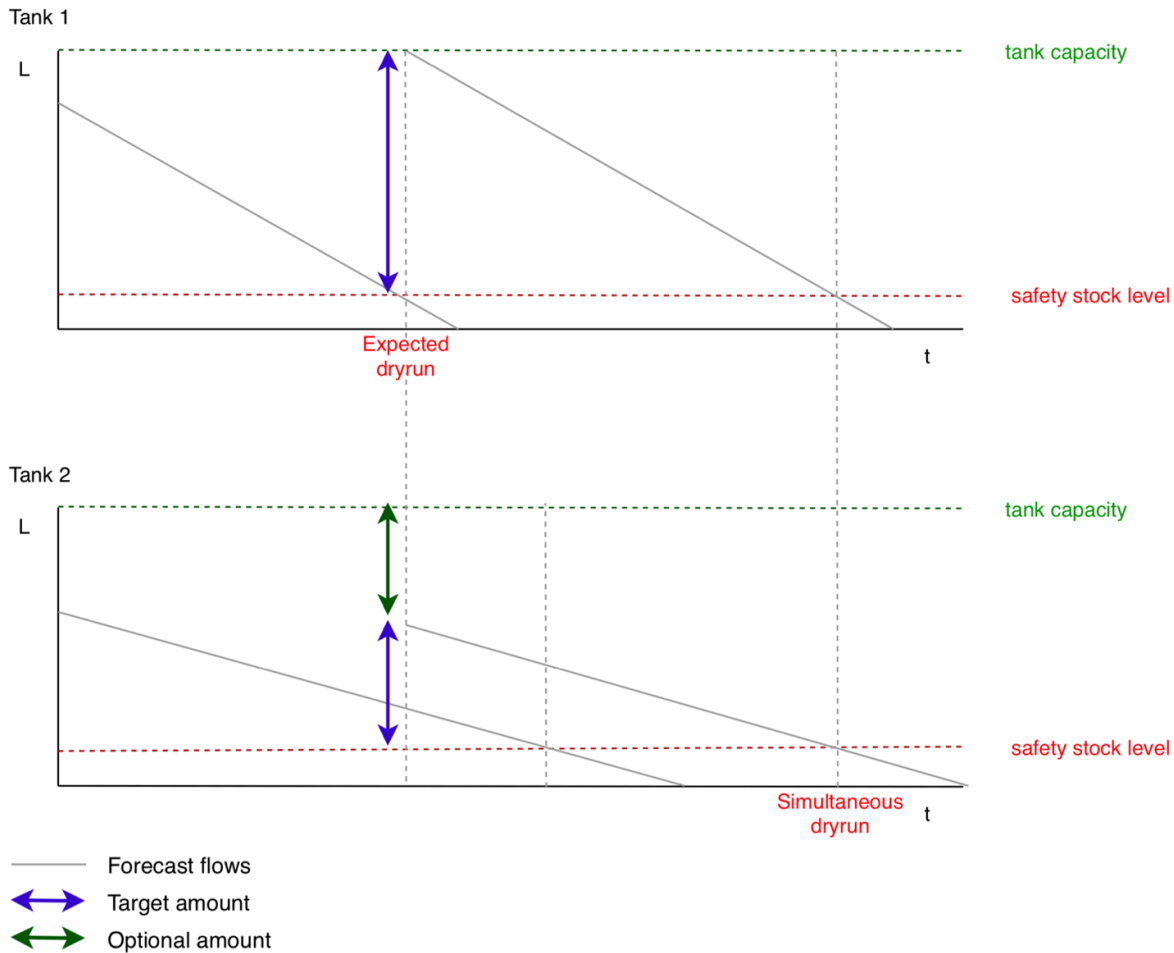 Tank 1
tank capacity
L
safety stock level
Expected
dryrun
t
Tank 2
tank capacity
L
safety stock level
Simultaneous
dryrun
t
Forecast flows
Target amount
Optional amount